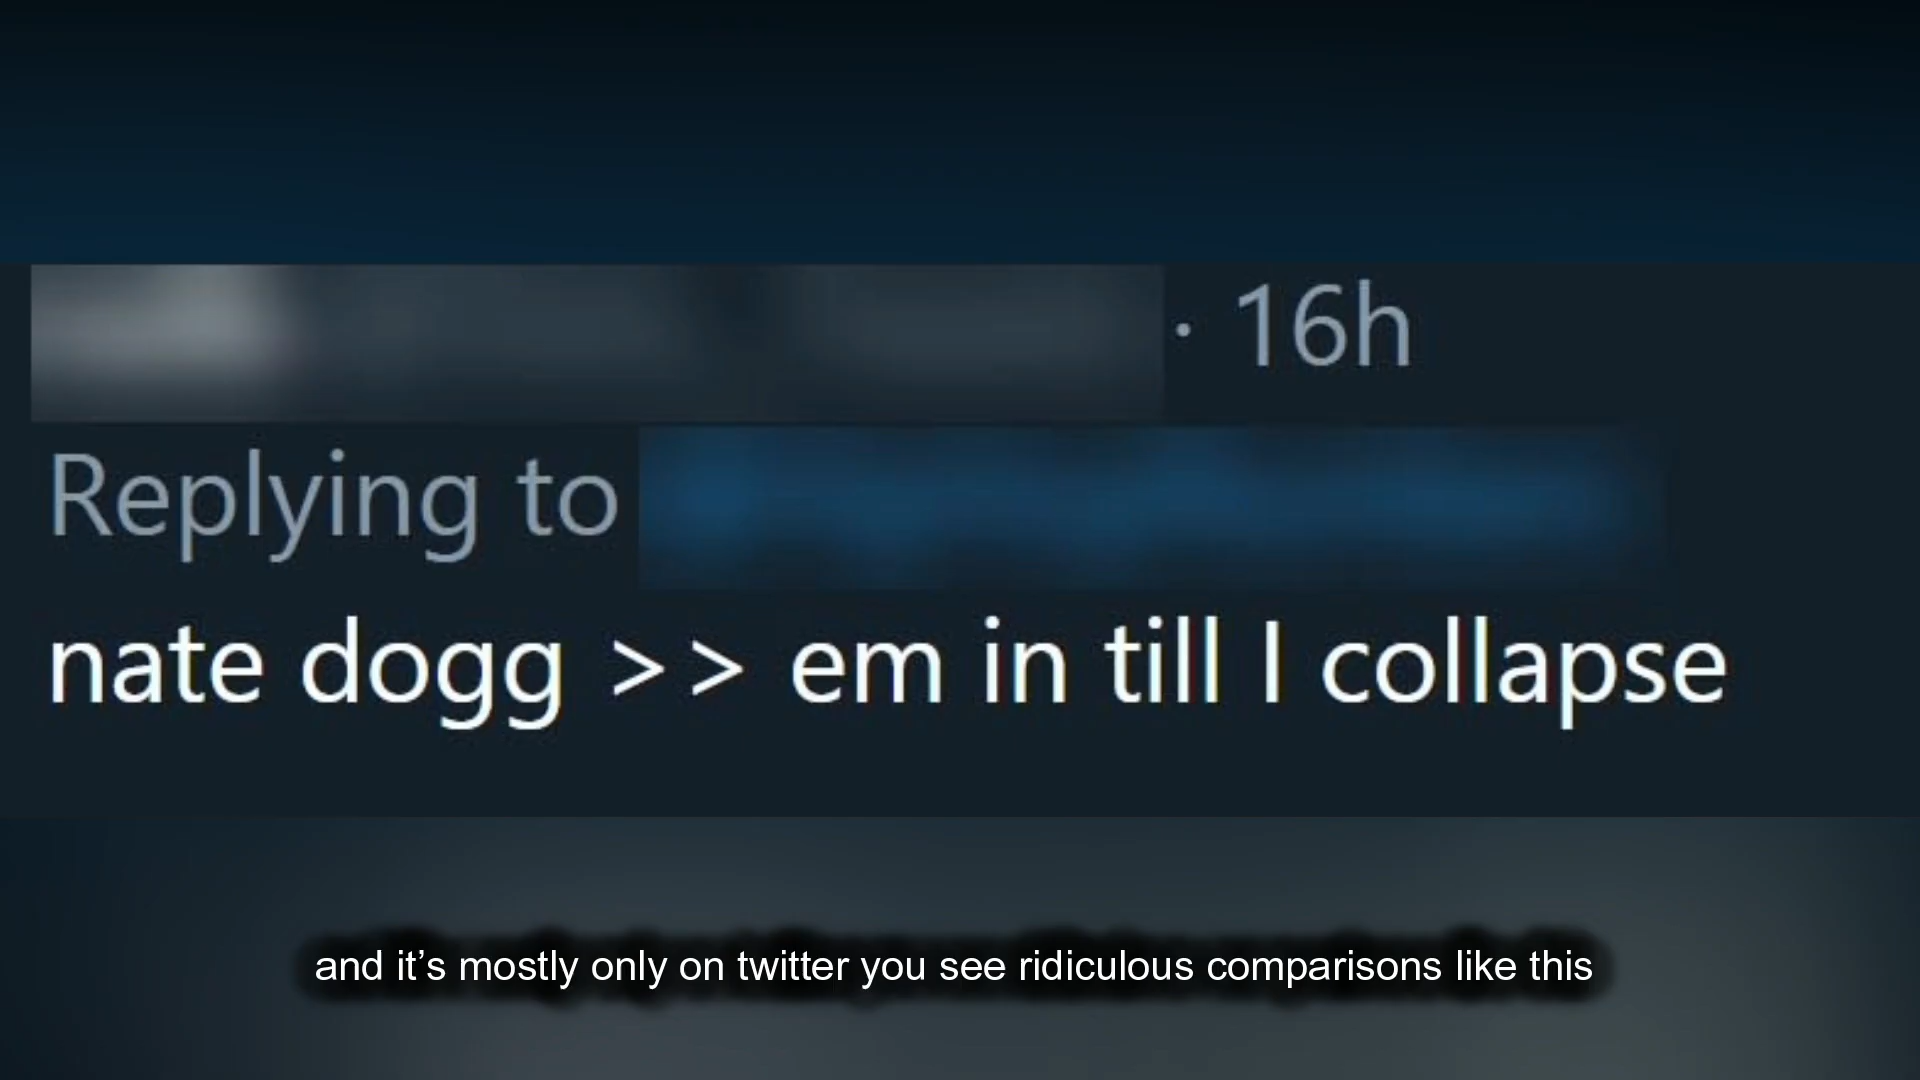 · 16h
Replying to
nate dogg >> em in till I collapse
and it’s mostly only on twitter you see ridiculous comparisons like this